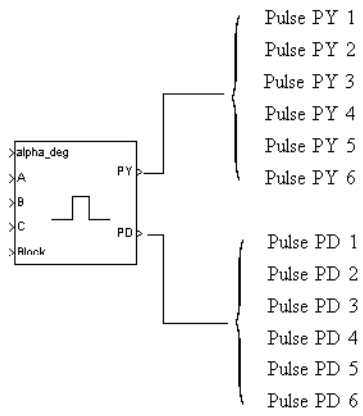 Pulse PY 1
Pulse PY 2
Pulse PY 3
Pulse PY 4
Pulse PY 5
Pulse PY 6
alpha_deg
A
B
C
Block
PY
PD
Pulse PD 1
Pulse PD 2
Pulse PD 3
Pulse PD 4
Pulse PD 5
Pulse PD 6